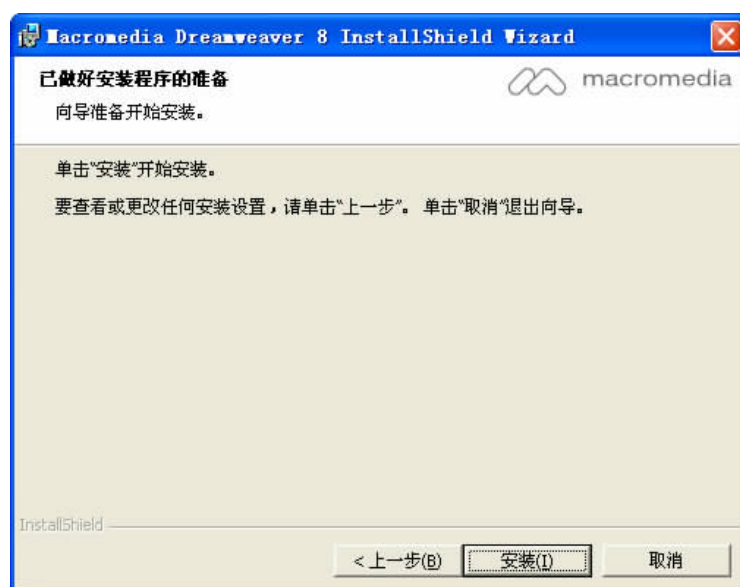 Macromedia Dreamweaver 8 InstallShield Wizard
已做好安装程序的准备
macromedia
向导准备开始安装。
单击“安装”开始安装。
要查看或更改任何安装设置，请单击“上一步”。 单击“取消”退出向导。
InstallShield
<上一步(B)
安装(I)
取消